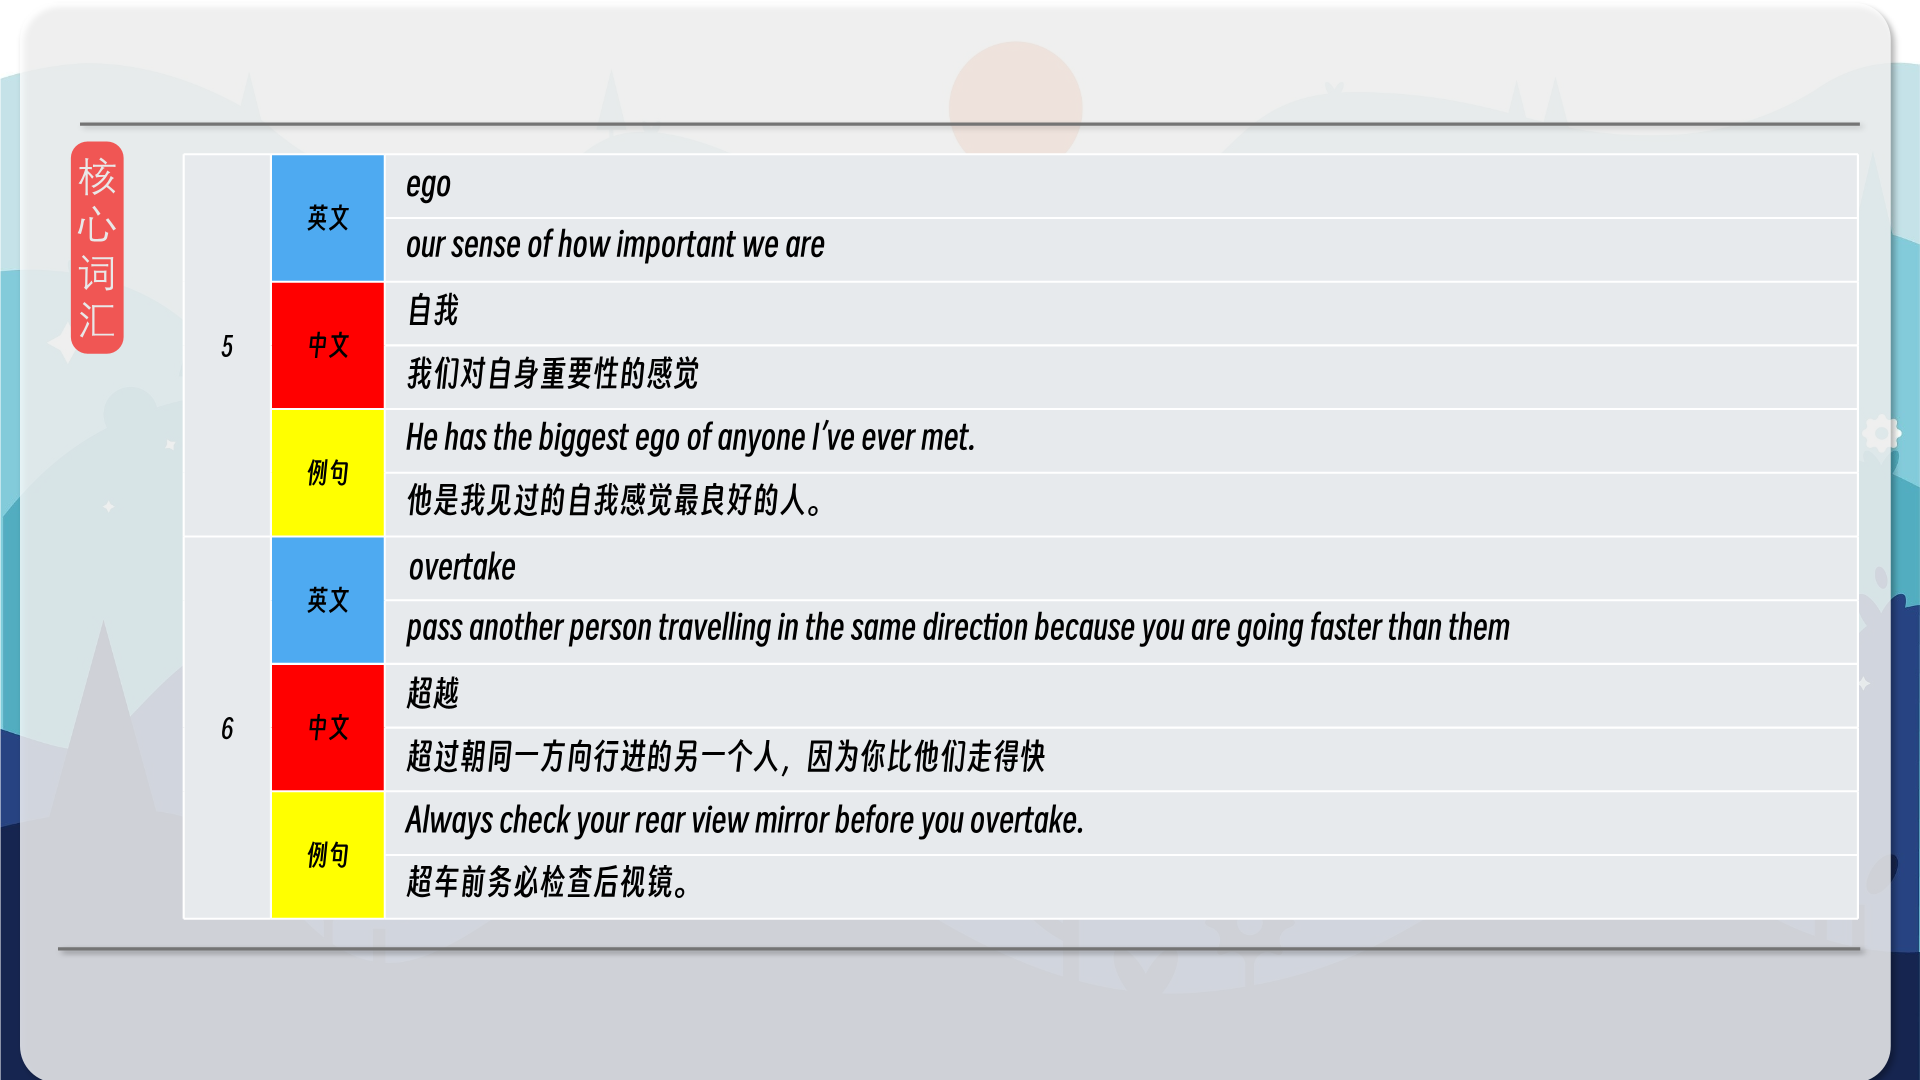 核
心
词
汇
5
英文
ego
our sense of how important we are
中文
自我
我们对自身重要性的感觉
例句
He has the biggest ego of anyone I’ve ever met.
他是我见过的自我感觉最良好的人。
6
英文
overtake
pass another person travelling in the same direction because you are going faster than them
中文
超越
超过朝同一方向行进的另一个人，因为你比他们走得快
例句
Always check your rear view mirror before you overtake.
超车前务必检查后视镜。